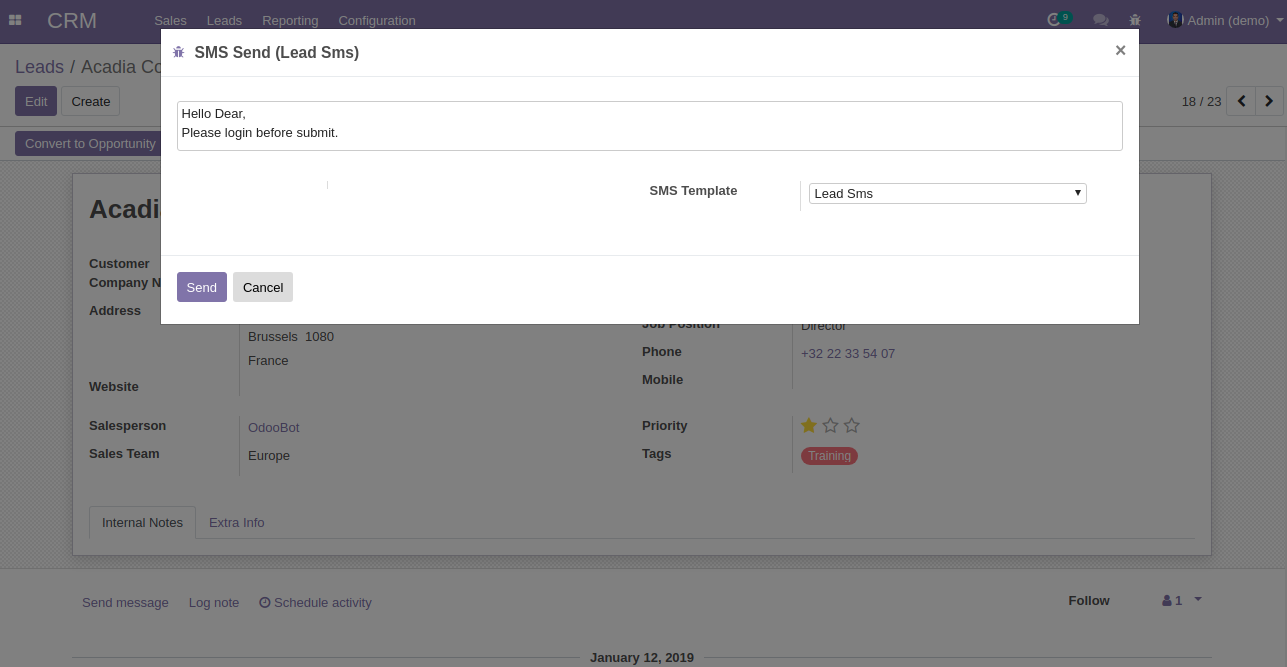 CRM Sales Leads Reporting Configuration 9 Admin (demo)
SMS Send (Lead Sms) ×
Leads / Acadia Co
Edit Create 18 / 23
Hello Dear,
Please login before submit.
Convert to Opportunity
SMS Template Lead Sms
Acadi
Customer
Company N
Send Cancel
Address
Job Position Director
Brussels 1080
Phone +32 22 33 54 07
France
Mobile
Website
Salesperson OdooBot Priority
Sales Team Europe Tags Training
Internal Notes Extra Info
Send message Log note Schedule activity Follow 1
January 12, 2019